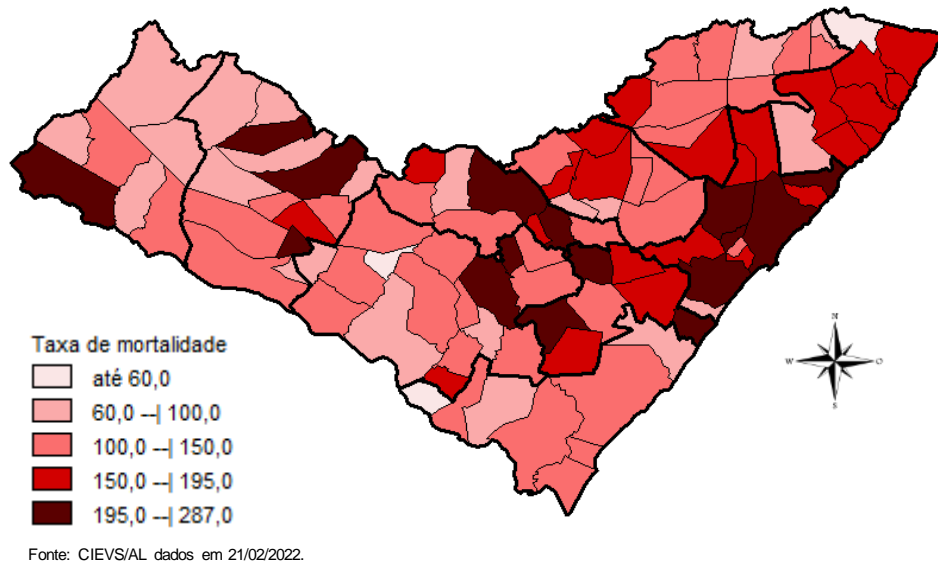 N
W
O
S
Taxa de mortalidade
até 60,0
60,0 --| 100,0
100,0 --| 150,0
150,0 --| 195,0
195,0 --| 287,0
Fonte: CIEVS/AL dados em 21/02/2022.